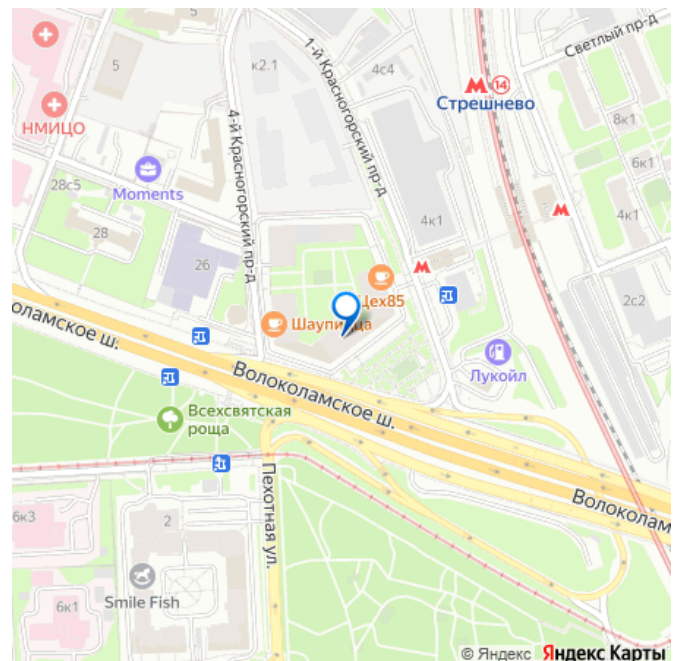 5
5
к2.1
1-й Красногорский пр-д
4с4
М 14
Стрешнево
Светлый пр-д
НМИЦО
4-й Красногорский пр-д
8к1
6к1
Moments
28с5
28
26
4к1
М
4к1
М
Цех85
2с2
Шаупицца
Лукойл
оламское ш.
Волоколамское ш.
Всехсвятская
роща
Пехотная ул.
Волоколам
6к3
2
Smile Fish
6к1
© Яндекс Яндекс Карты